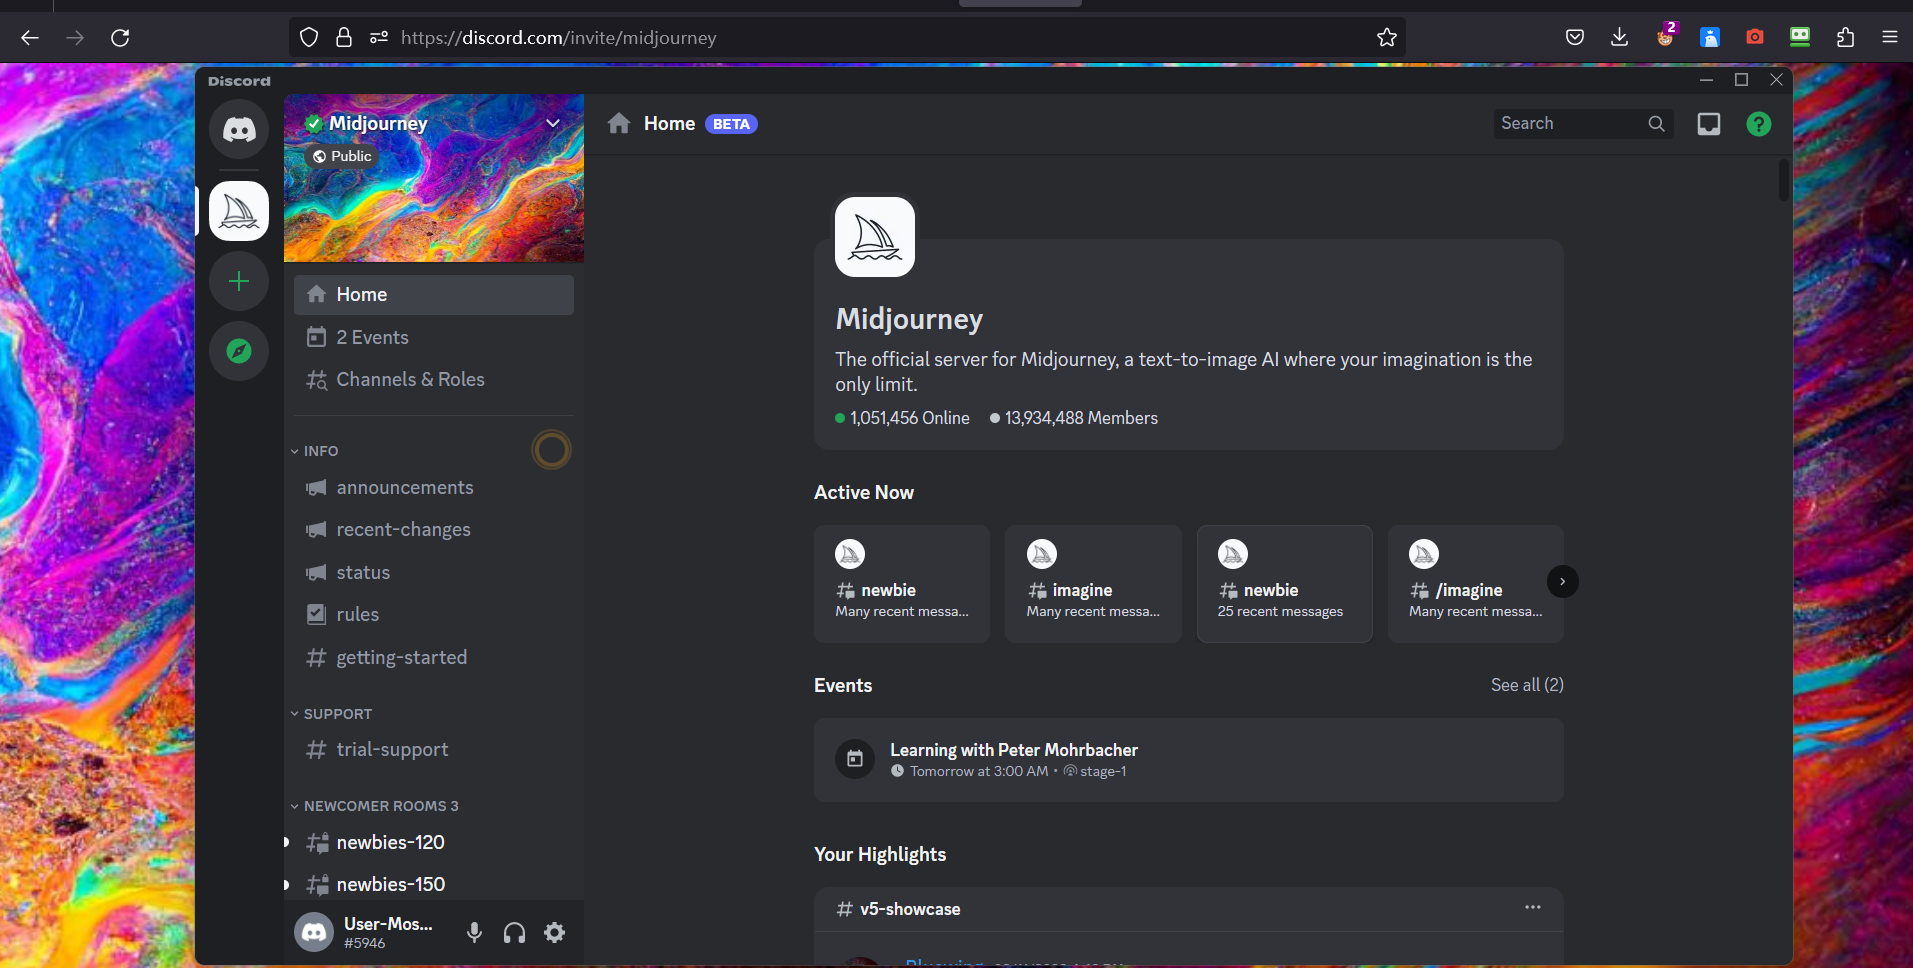 https://discord.com/invite/midjourney
2
Discord
Midjourney
Public
Home
2 Events
Channels & Roles
INFO
announcements
recent-changes
status
rules
getting-started
SUPPORT
trial-support
NEWCOMER ROOMS 3
newbies-120
newbies-150
User-Mos...
#5946
Home BETA
Search
Midjourney
The official server for Midjourney, a text-to-image AI where your imagination is the
only limit.
1,051,456 Online 13,934,488 Members
Active Now
newbie
Many recent messa...
imagine
Many recent messa...
newbie
25 recent messages
/imagine
Many recent messa...
Events
See all (2)
Learning with Peter Mohrbacher
Tomorrow at 3:00 AM • stage-1
Your Highlights
v5-showcase